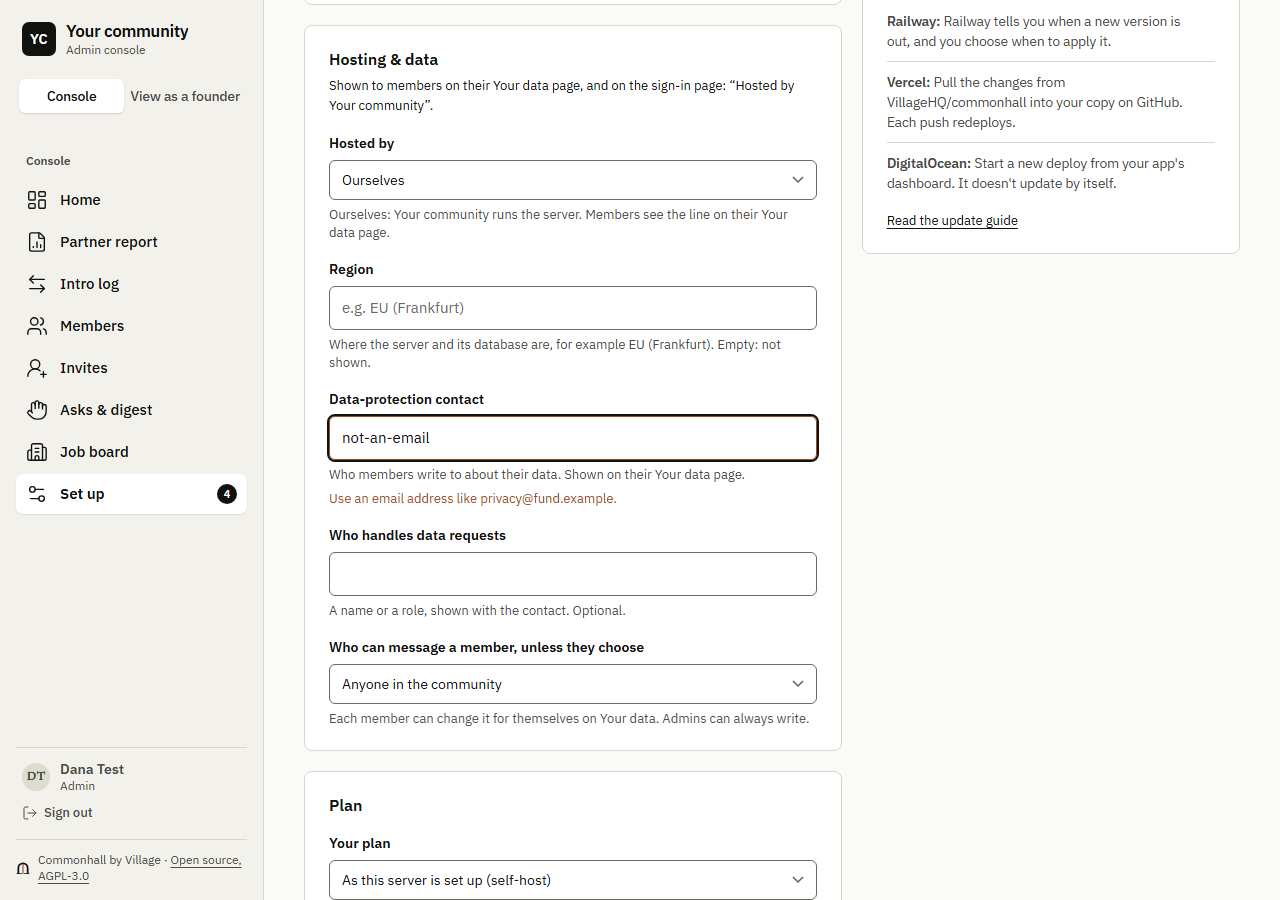 YC
Your community
Admin console
Console
View as a founder
Console
Home
Partner report
Intro log
Members
Invites
Asks & digest
Job board
Set up
4
DT
Dana Test
Admin
Sign out
Commonhall by Village · Open source,
AGPL-3.0
Hosting & data
Shown to members on their Your data page, and on the sign-in page: “Hosted by
Your community”.
Hosted by
Ourselves
Ourselves: Your community runs the server. Members see the line on their Your
data page.
Region
e.g. EU (Frankfurt)
Where the server and its database are, for example EU (Frankfurt). Empty: not
shown.
Data-protection contact
not-an-email
Who members write to about their data. Shown on their Your data page.
Use an email address like privacy@fund.example.
Who handles data requests
A name or a role, shown with the contact. Optional.
Who can message a member, unless they choose
Anyone in the community
Each member can change it for themselves on Your data. Admins can always write.
Plan
Your plan
As this server is set up (self-host)
Railway: Railway tells you when a new version is
out, and you choose when to apply it.
Vercel: Pull the changes from
VillageHQ/commonhall into your copy on GitHub.
Each push redeploys.
DigitalOcean: Start a new deploy from your app's
dashboard. It doesn't update by itself.
Read the update guide